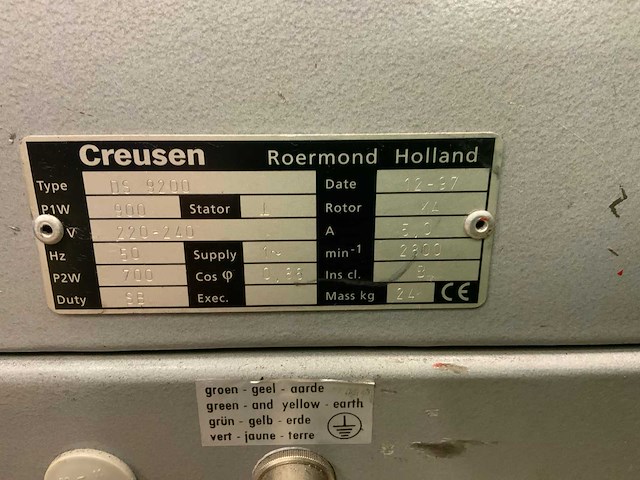 Creusen Roermond Holland
Type DS 9200 Date 12-97
P1W 900 Stator Rotor
V 220-240 A 5,0
Hz 50 Supply 1~ min-1 2800
P2W 700 Cos φ Ins cl. B
Duty Exec. Mass kg 24 CE
groen - geel - aarde
green - and yellow - earth
grün - gelb - erde
vert - jaune - terre